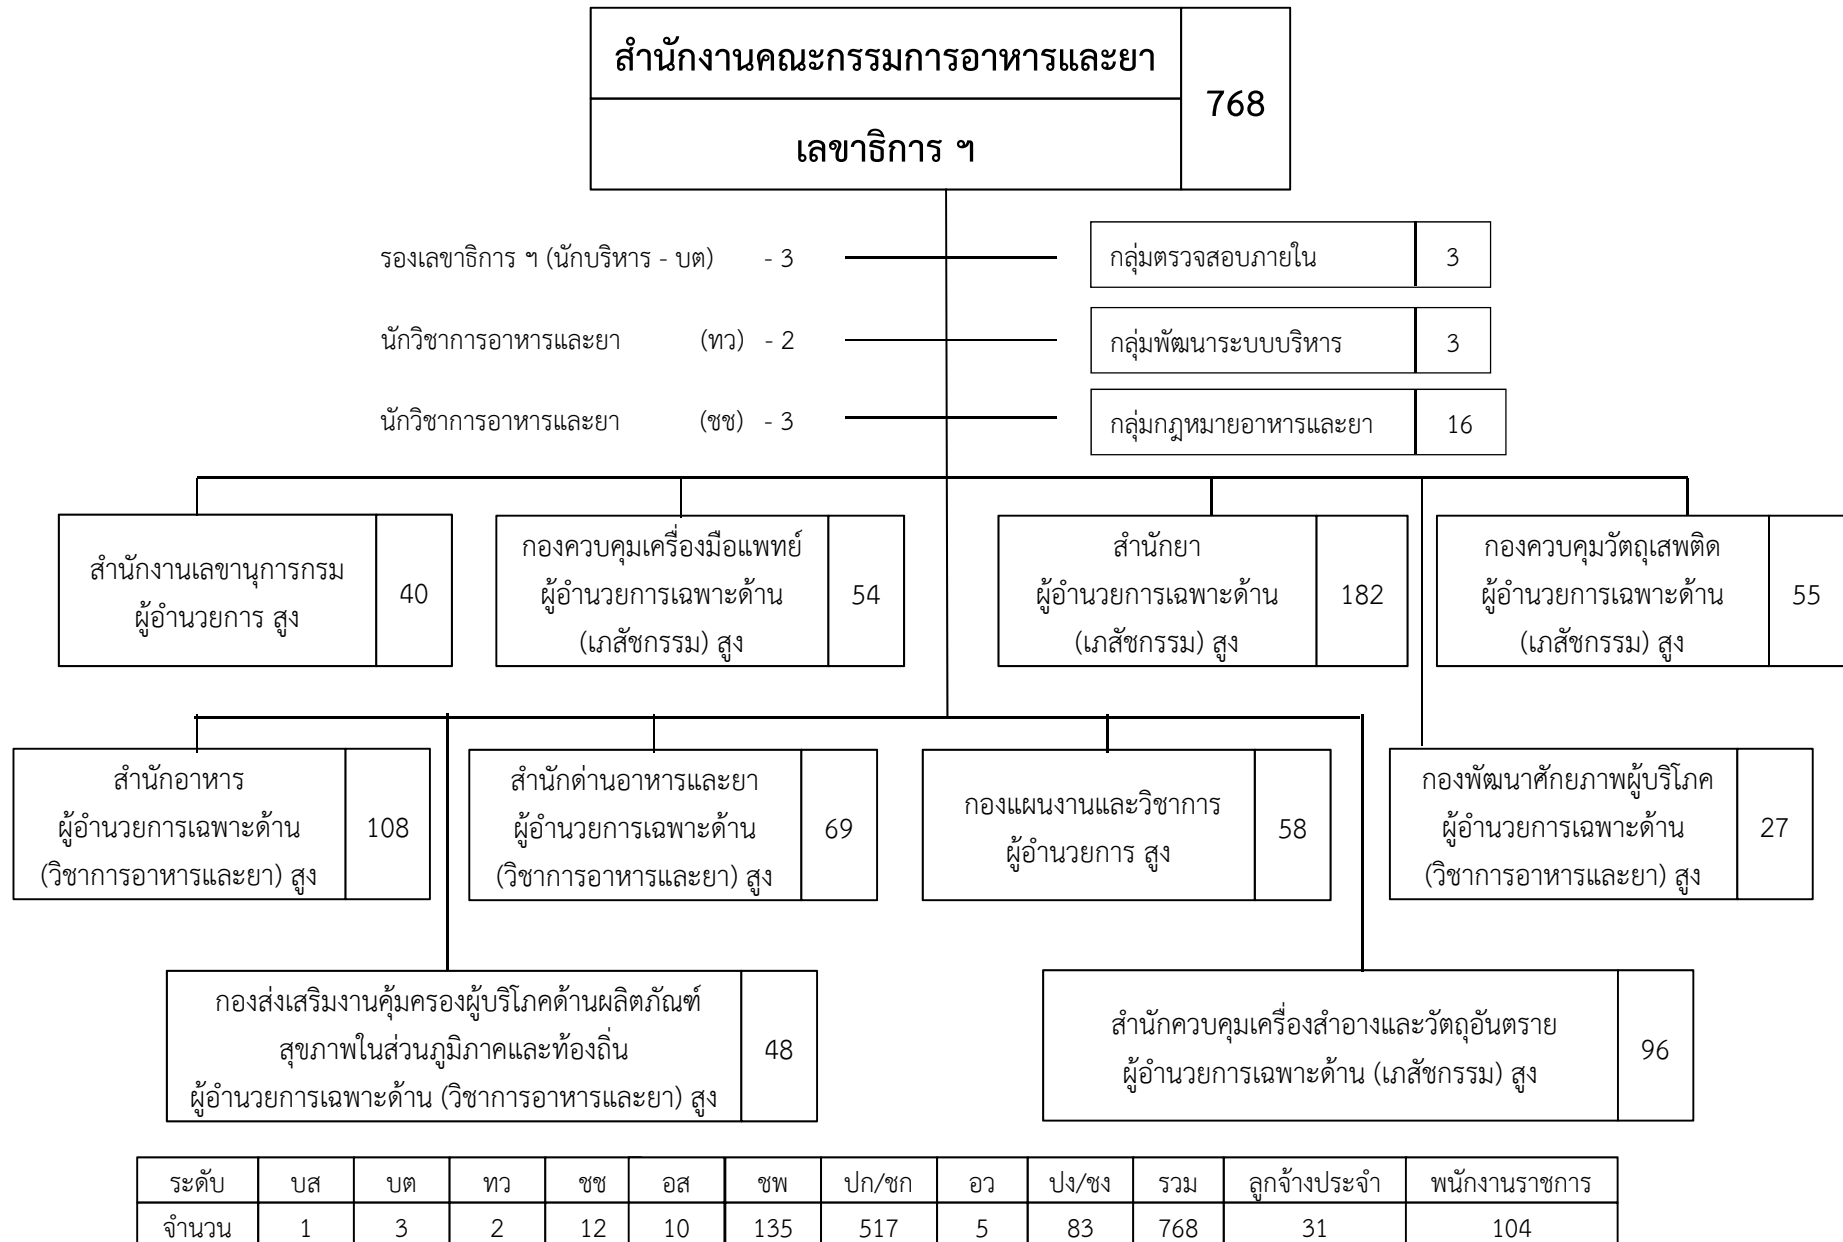 สำนักงานคณะกรรมการอาหารและยา
768
เลขาธิการ ฯ
รองเลขาธิการ ฯ (นักบริหาร - บต) - 3
กลุ่มตรวจสอบภายใน 3
นักวิชาการอาหารและยา (ทว) - 2
กลุ่มพัฒนาระบบบริหาร 3
นักวิชาการอาหารและยา (ชช) - 3
กลุ่มกฎหมายอาหารและยา 16
สำนักงานเลขานุการกรม
ผู้อำนวยการ สูง
40
กองควบคุมเครื่องมือแพทย์
ผู้อำนวยการเฉพาะด้าน
(เภสัชกรรม) สูง
54
สำนักยา
ผู้อำนวยการเฉพาะด้าน
(เภสัชกรรม) สูง
182
กองควบคุมวัตถุเสพติด
ผู้อำนวยการเฉพาะด้าน
(เภสัชกรรม) สูง
55
สำนักอาหาร
ผู้อำนวยการเฉพาะด้าน
(วิชาการอาหารและยา) สูง
108
สำนักด่านอาหารและยา
ผู้อำนวยการเฉพาะด้าน
(วิชาการอาหารและยา) สูง
69
กองแผนงานและวิชาการ
ผู้อำนวยการ สูง
58
กองพัฒนาศักยภาพผู้บริโภค
ผู้อำนวยการเฉพาะด้าน
(วิชาการอาหารและยา) สูง
27
กองส่งเสริมงานคุ้มครองผู้บริโภคด้านผลิตภัณฑ์
สุขภาพในส่วนภูมิภาคและท้องถิ่น
ผู้อำนวยการเฉพาะด้าน (วิชาการอาหารและยา) สูง
48
สำนักควบคุมเครื่องสำอางและวัตถุอันตราย
ผู้อำนวยการเฉพาะด้าน (เภสัชกรรม) สูง
96
ระดับ บส บต ทว ชช อส ชพ ปก/ชก อว ปง/ชง รวม ลูกจ้างประจำ พนักงานราชการ
จำนวน 1 3 2 12 10 135 517 5 83 768 31 104